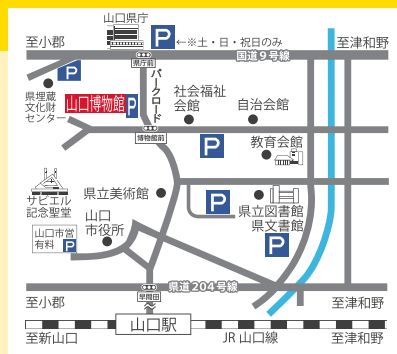 山口県庁
P
←※土・日・祝日のみ
至小郡
至津和野
国道9号線
P
県庁前
パークロード
県埋蔵
文化財
センター
山口博物館
P
社会福祉
会館
自治会館
博物館前
P
教育会館
サビエル
記念聖堂
県立美術館
P
県立図書館
県文書館
P
山口
市役所
山口市営
有料
P
県道204号線
至小郡
早間田
至津和野
山口駅
至新山口
JR山口線
至津和野